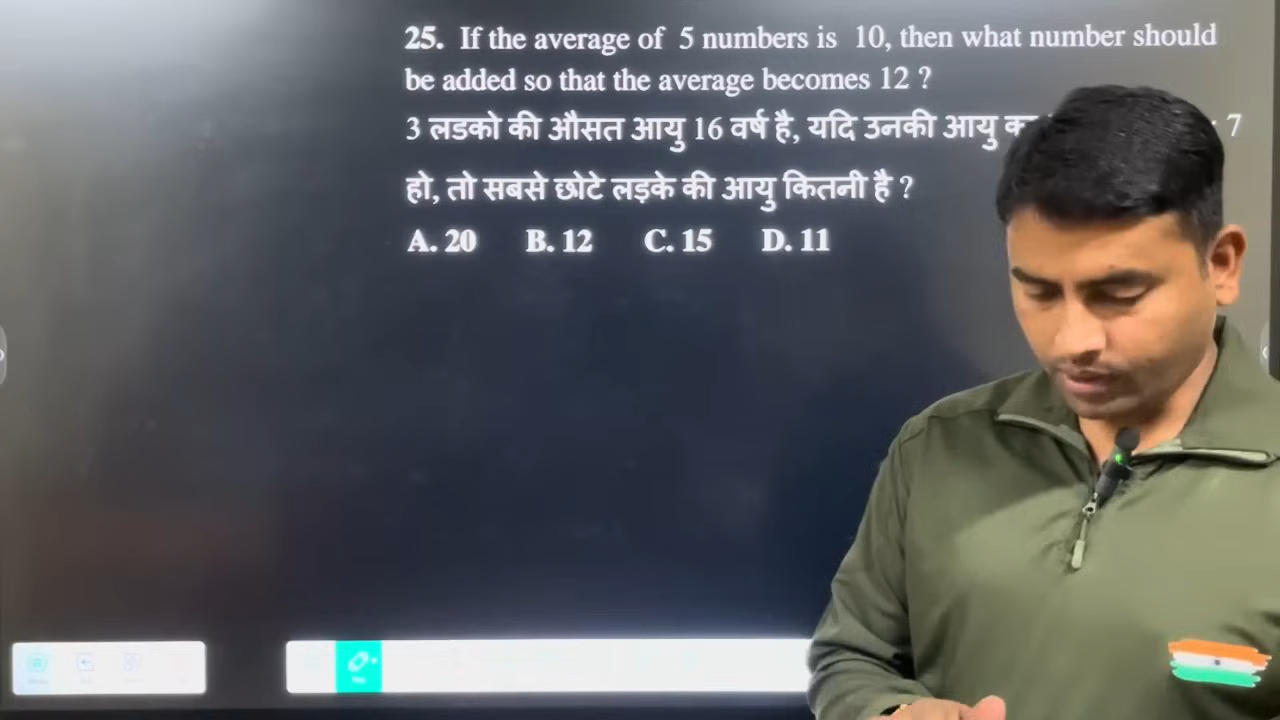 25. If the average of 5 numbers is 10, then what number should
be added so that the average becomes 12 ?
3 लडको की औसत आयु 16 वर्ष है, यदि उनकी आयु : 7
हो, तो सबसे छोटे लड़के की आयु कितनी है ?
A. 20 B. 12 C. 15 D. 11